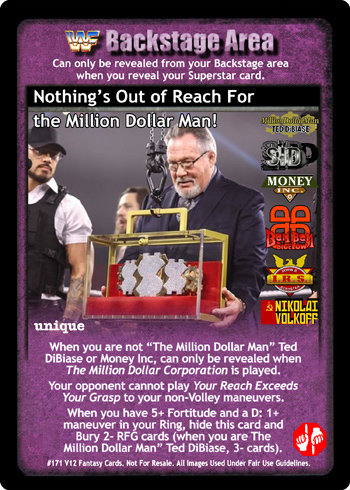 Backstage Area
Can only be revealed from your Backstage area
when you reveal your Superstar card.
Nothing's Out of Reach For
the Million Dollar Man!
Million Dollar Man
TED DIBIASE
MONEY
INC.
BAM BAM
BIGELOW
I.R.S.
NIKOLAI
VOLKOFF
unique
When you are not “The Million Dollar Man” Ted
DiBiase or Money Inc, can only be revealed when
The Million Dollar Corporation is played.
Your opponent cannot play Your Reach Exceeds
Your Grasp to your non-Volley maneuvers.
When you have 5+ Fortitude and a D: 1+
maneuver in your Ring, hide this card and
Bury 2- RFG cards (when you are The
Million Dollar Man” Ted DiBiase, 3- cards).
#171 V12 Fantasy Cards. Not For Resale. All Images Used Under Fair Use Guidelines.